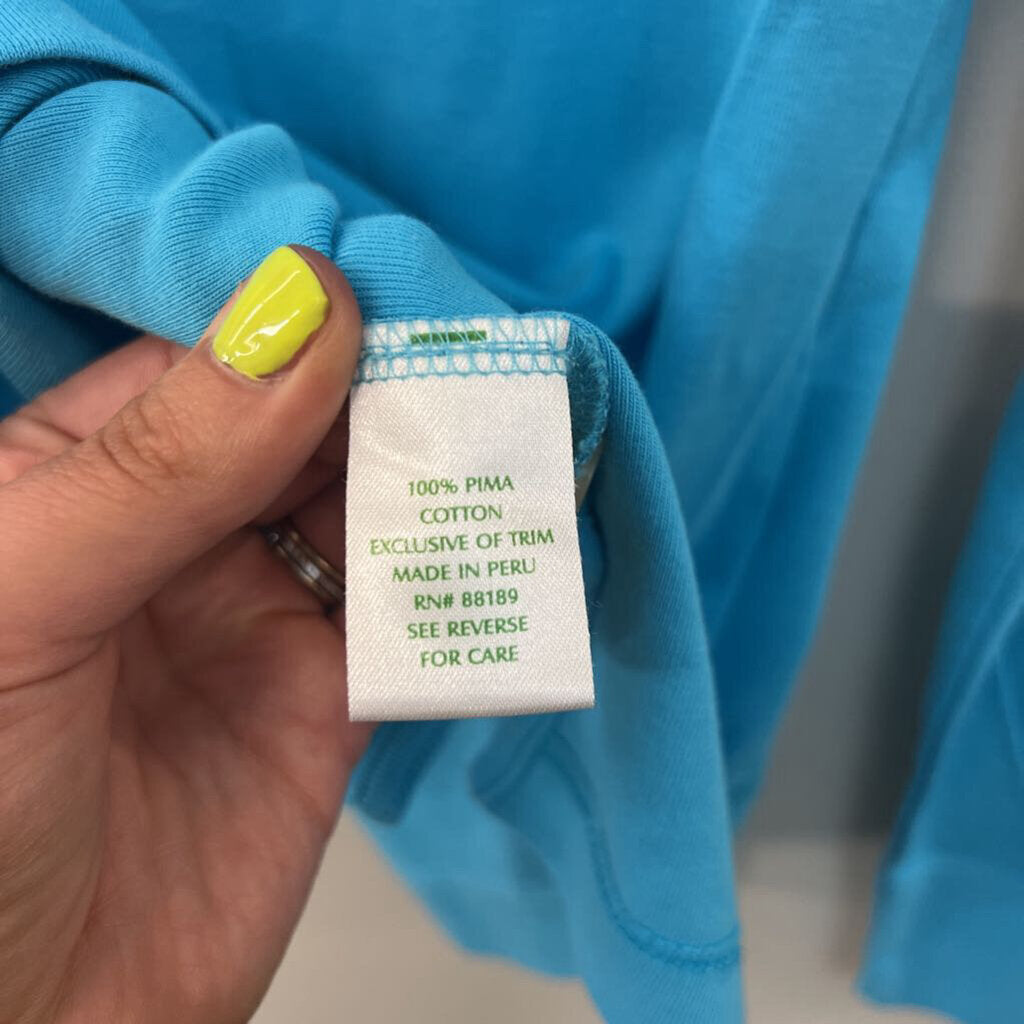 100% PIMA
COTTON
EXCLUSIVE OF TRIM
MADE IN PERU
RN# 88189
SEE REVERSE
FOR CARE